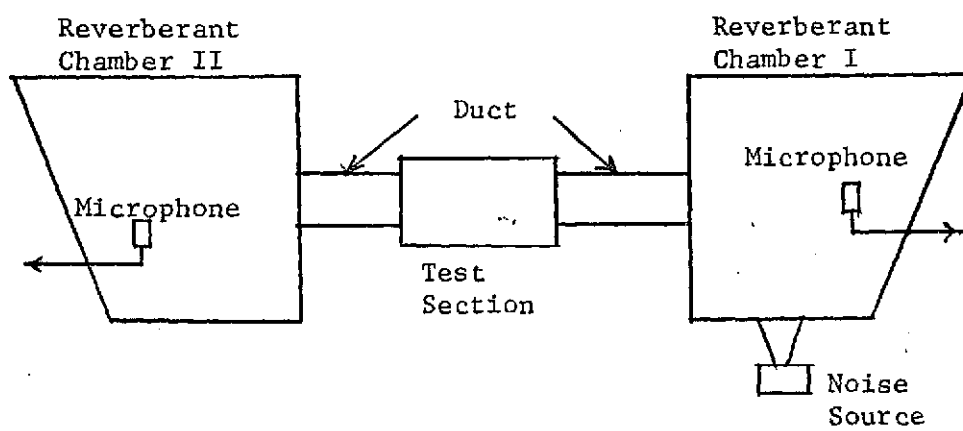 Reverberant
Chamber II
Reverberant
Chamber I
Duct
Microphone
Microphone
Test
Section
Noise
Source